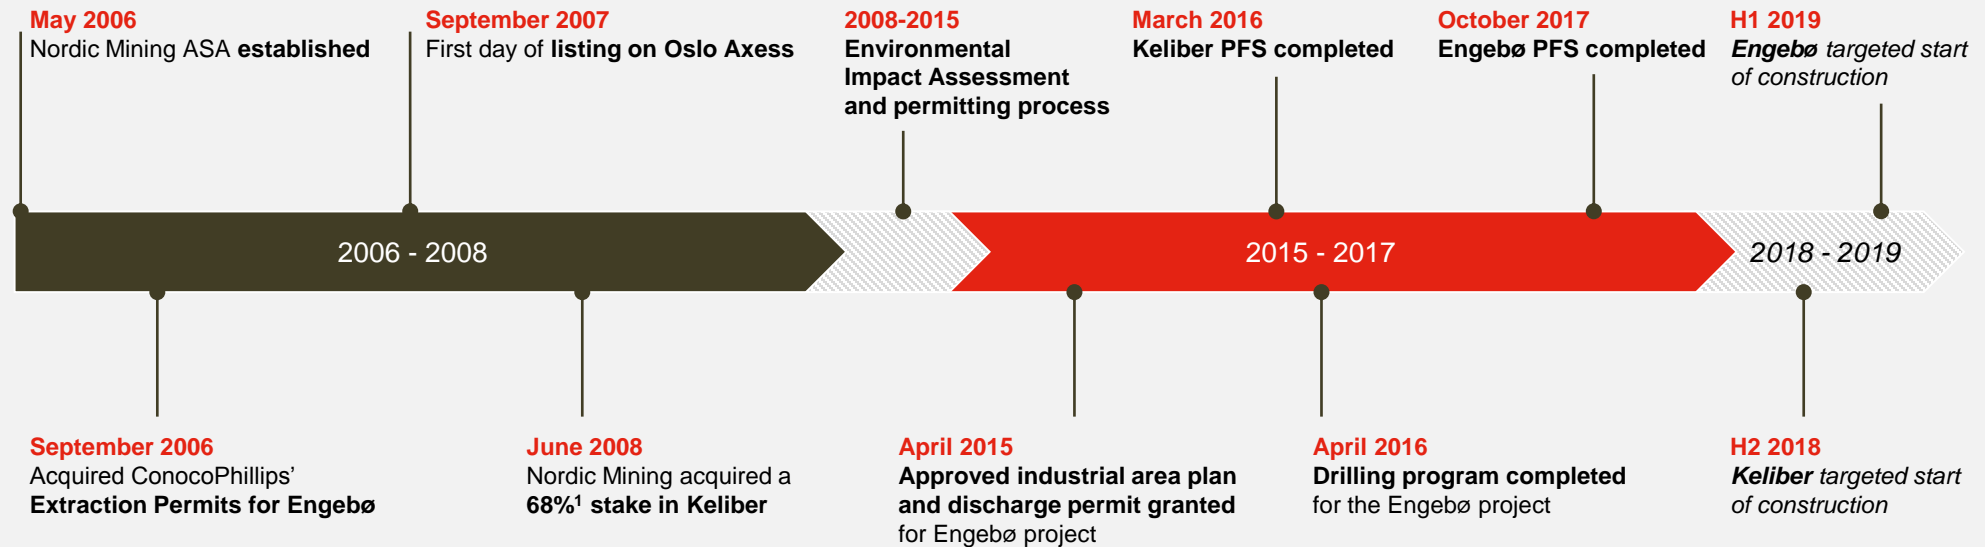 May 2006
Nordic Mining ASA established
September 2007
First day of listing on Oslo Axess
2008-2015
Environmental
Impact Assessment
and permitting process
March 2016
Keliber PFS completed
October 2017
Engebø PFS completed
H1 2019
Engebø targeted start
of construction
2006 - 2008
2015 - 2017
2018 - 2019
September 2006
Acquired ConocoPhillips’
Extraction Permits for Engebø
June 2008
Nordic Mining acquired a
68%¹ stake in Keliber
April 2015
Approved industrial area plan
and discharge permit granted
for Engebø project
April 2016
Drilling program completed
for the Engebø project
H2 2018
Keliber targeted start
of construction